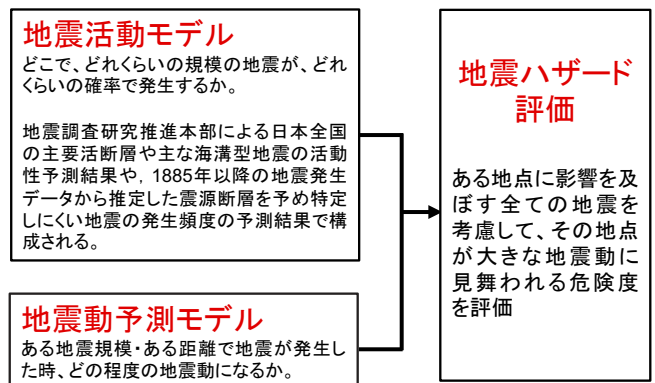 地震活動モデル
どこで、どれくらいの規模の地震が、どれ
くらいの確率で発生するか。
地震調査研究推進本部による日本全国
の主要活断層や主な海溝型地震の活動
性予測結果や，1885年以降の地震発生
データから推定した震源断層を予め特定
しにくい地震の発生頻度の予測結果で構
成される。
地震動予測モデル
ある地震規模・ある距離で地震が発生し
た時、どの程度の地震動になるか。
地震ハザード
評価
ある地点に影響を及
ぼす全ての地震を
考慮して、その地点
が大きな地震動に
見舞われる危険度
を評価